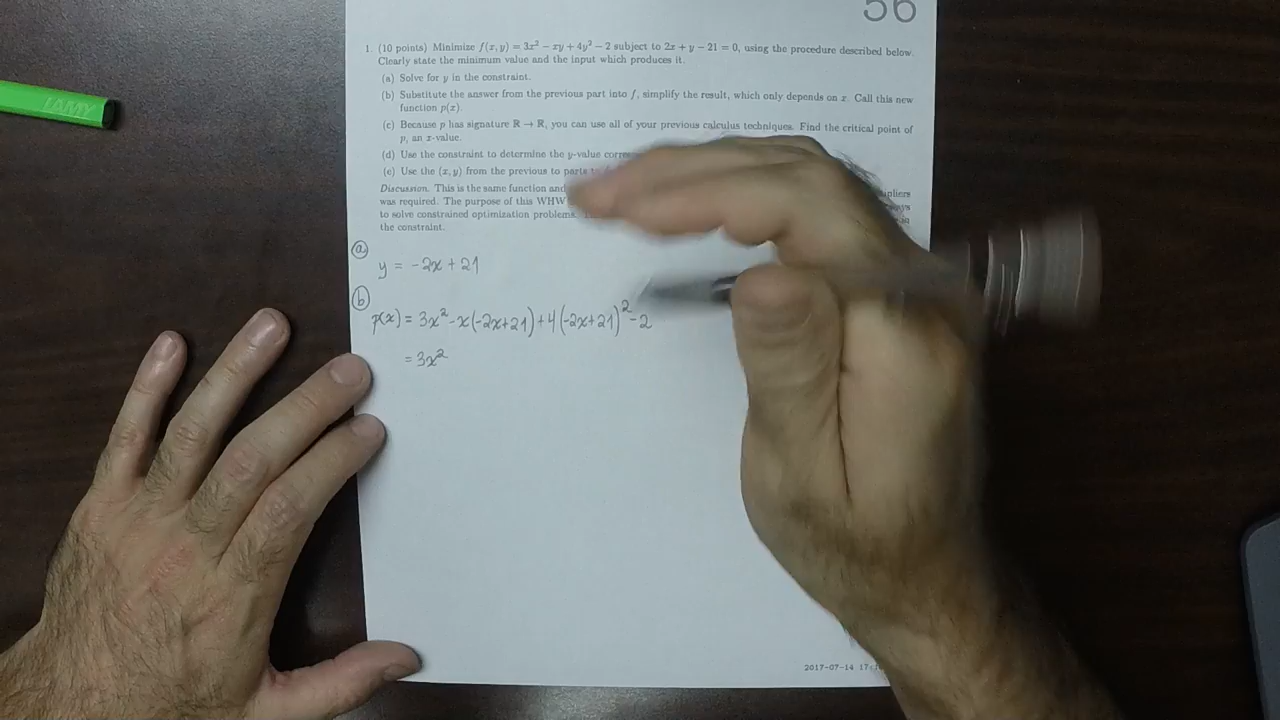 56
1. (10 points) Minimize f(x, y) = 3x² − xy + 4y² − 2 subject to 2x + y − 21 = 0, using the procedure described below.
Clearly state the minimum value and the input which produces it.
(a) Solve for y in the constraint.
(b) Substitute the answer from the previous part into f, simplify the result, which only depends on x. Call this new
function p(x).
(c) Because p has signature ℝ → ℝ, you can use all of your previous calculus techniques. Find the critical point of
p, an x-value.
(d) Use the constraint to determine the y-value
(e) Use the (x, y) from the previous to parts
Discussion. This is the same function and
was required. The purpose of this WHW
to solve constrained optimization problems.
the constraint.
(a)
y = -2x + 21
(b)
p(x) = 3x² - x(-2x+21) + 4(-2x+21)² - 2
= 3x²
2017-07-14
LAMY